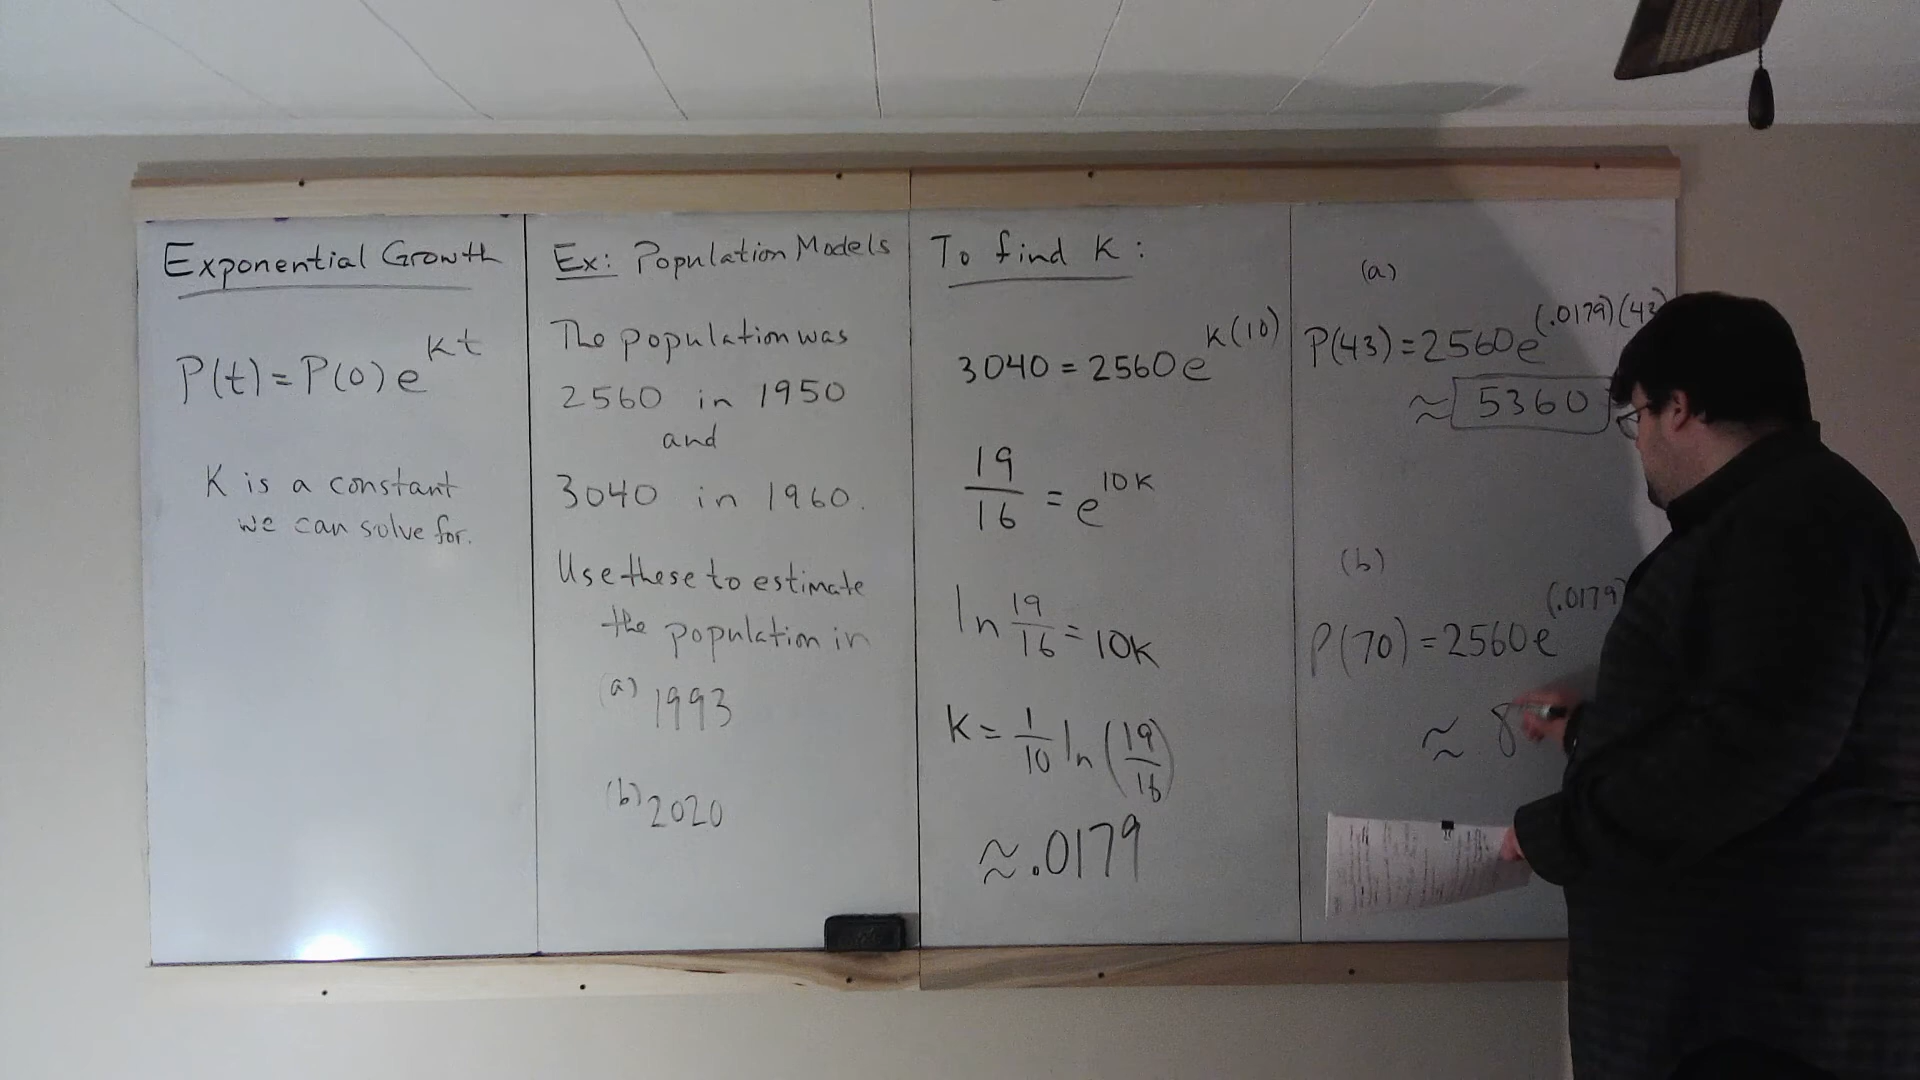 Exponential Growth
P(t) = P(0) e^{kt}
K is a constant
we can solve for.
Ex: Population Models
The population was
2560 in 1950
and
3040 in 1960.
Use these to estimate
the population in
(a) 1993
(b) 2020
To find K:
3040 = 2560 e^{K(10)}
19/16 = e^{10K}
ln 19/16 = 10K
K = 1/10 ln (19/16)
≈ .0179
(a)
P(43) = 2560e^{(.0179)(43)}
≈ 5360
(b)
P(70) = 2560e^{(.0179)}
≈ 8